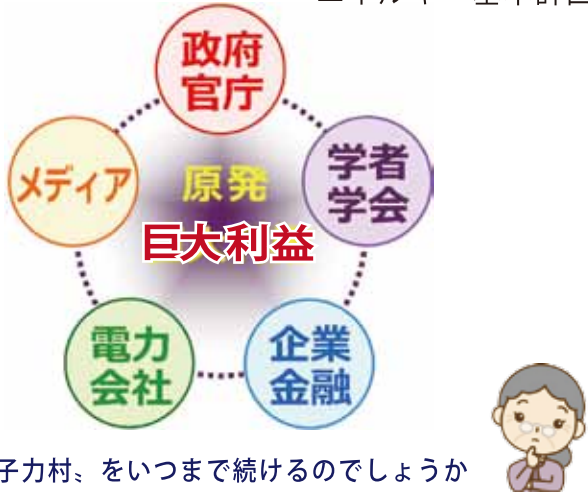 政府
官庁
メディア
原発
学者
学会
巨大利益
電力
会社
企業
金融
子力村〟をいつまで続けるのでしょうか